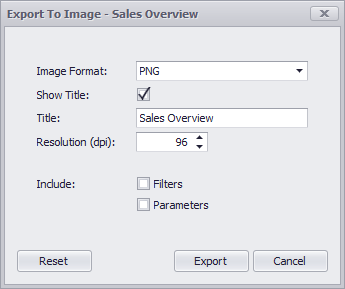 Export To Image - Sales Overview
Image Format: PNG
Show Title:
Title: Sales Overview
Resolution (dpi): 96
Include: Filters
Parameters
Reset Export Cancel